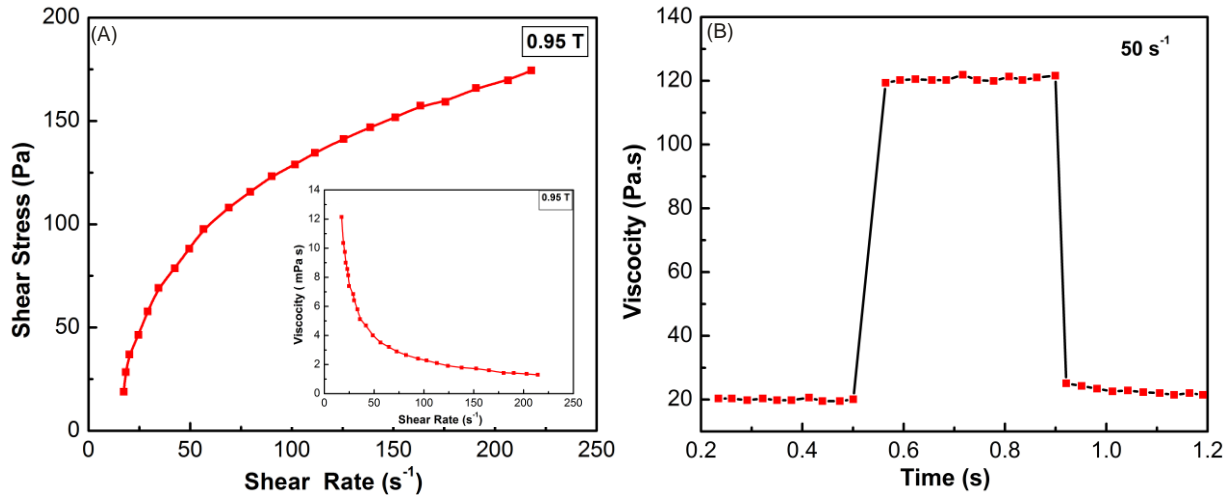 (A)
0.95 T
200
150
100
50
0
Shear Stress (Pa)
0 50 100 150 200 250
Shear Rate (s-1)
0.95 T
14
12
10
8
6
4
2
0
Viscocity ( mPa s)
0 50 100 150 200 250
Shear Rate (s-1)
(B)
50 s-1
140
120
100
80
60
40
20
Viscocity (Pa.s)
0.2 0.4 0.6 0.8 1.0 1.2
Time (s)